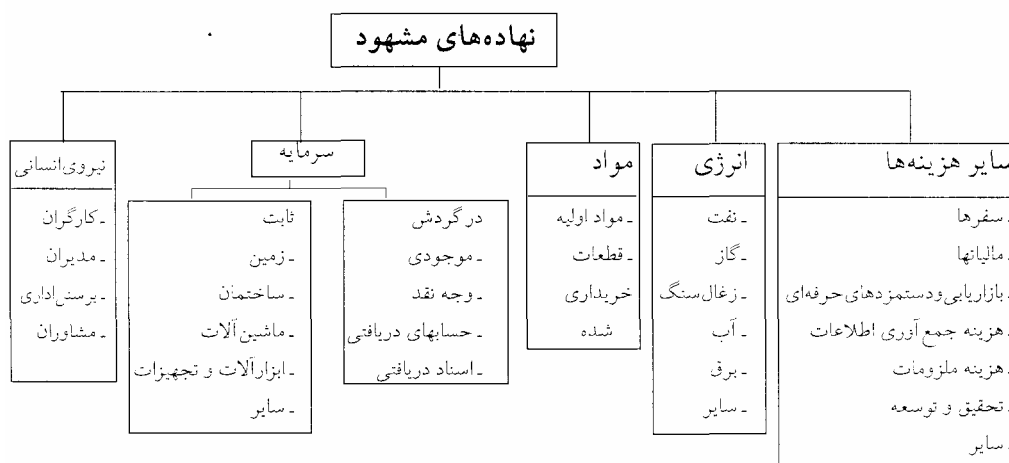 نهاده‌های مشهود
سایر هزینه‌ها
ـ سفرها
ـ مالیاتها
ـ بازاریابی و دستمزدهای حرفه‌ای
ـ هزینه جمع آوری اطلاعات
ـ هزینه ملزومات
ـ تحقیق و توسعه
ـ سایر
انرژی
ـ نفت
ـ گاز
ـ زغال سنگ
ـ آب
ـ برق
ـ سایر
مواد
ـ مواد اولیه
ـ قطعات
خریداری
شده
سرمایه
در گردش
ـ موجودی
ـ وجه نقد
ـ حسابهای دریافتی
ـ اسناد دریافتی
ثابت
ـ زمین
ـ ساختمان
ـ ماشین آلات
ـ ابزارآلات و تجهیزات
ـ سایر
نیروی انسانی
ـ کارگران
ـ مدیران
ـ پرسنل اداری
ـ مشاوران